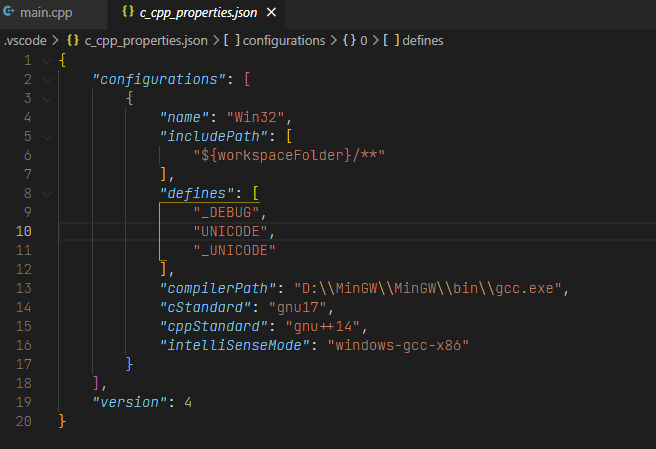 main.cpp
c_cpp_properties.json
.vscode > c_cpp_properties.json > [ ] configurations > {} 0 > [ ] defines
1 {
2 "configurations": [
3 {
4 "name": "Win32",
5 "includePath": [
6 "${workspaceFolder}/**"
7 ],
8 "defines": [
9 "_DEBUG",
10 "UNICODE",
11 "_UNICODE"
12 ],
13 "compilerPath": "D:\\MinGW\\MinGW\\bin\\gcc.exe",
14 "cStandard": "gnu17",
15 "cppStandard": "gnu++14",
16 "intelliSenseMode": "windows-gcc-x86"
17 }
18 ],
19 "version": 4
20 }